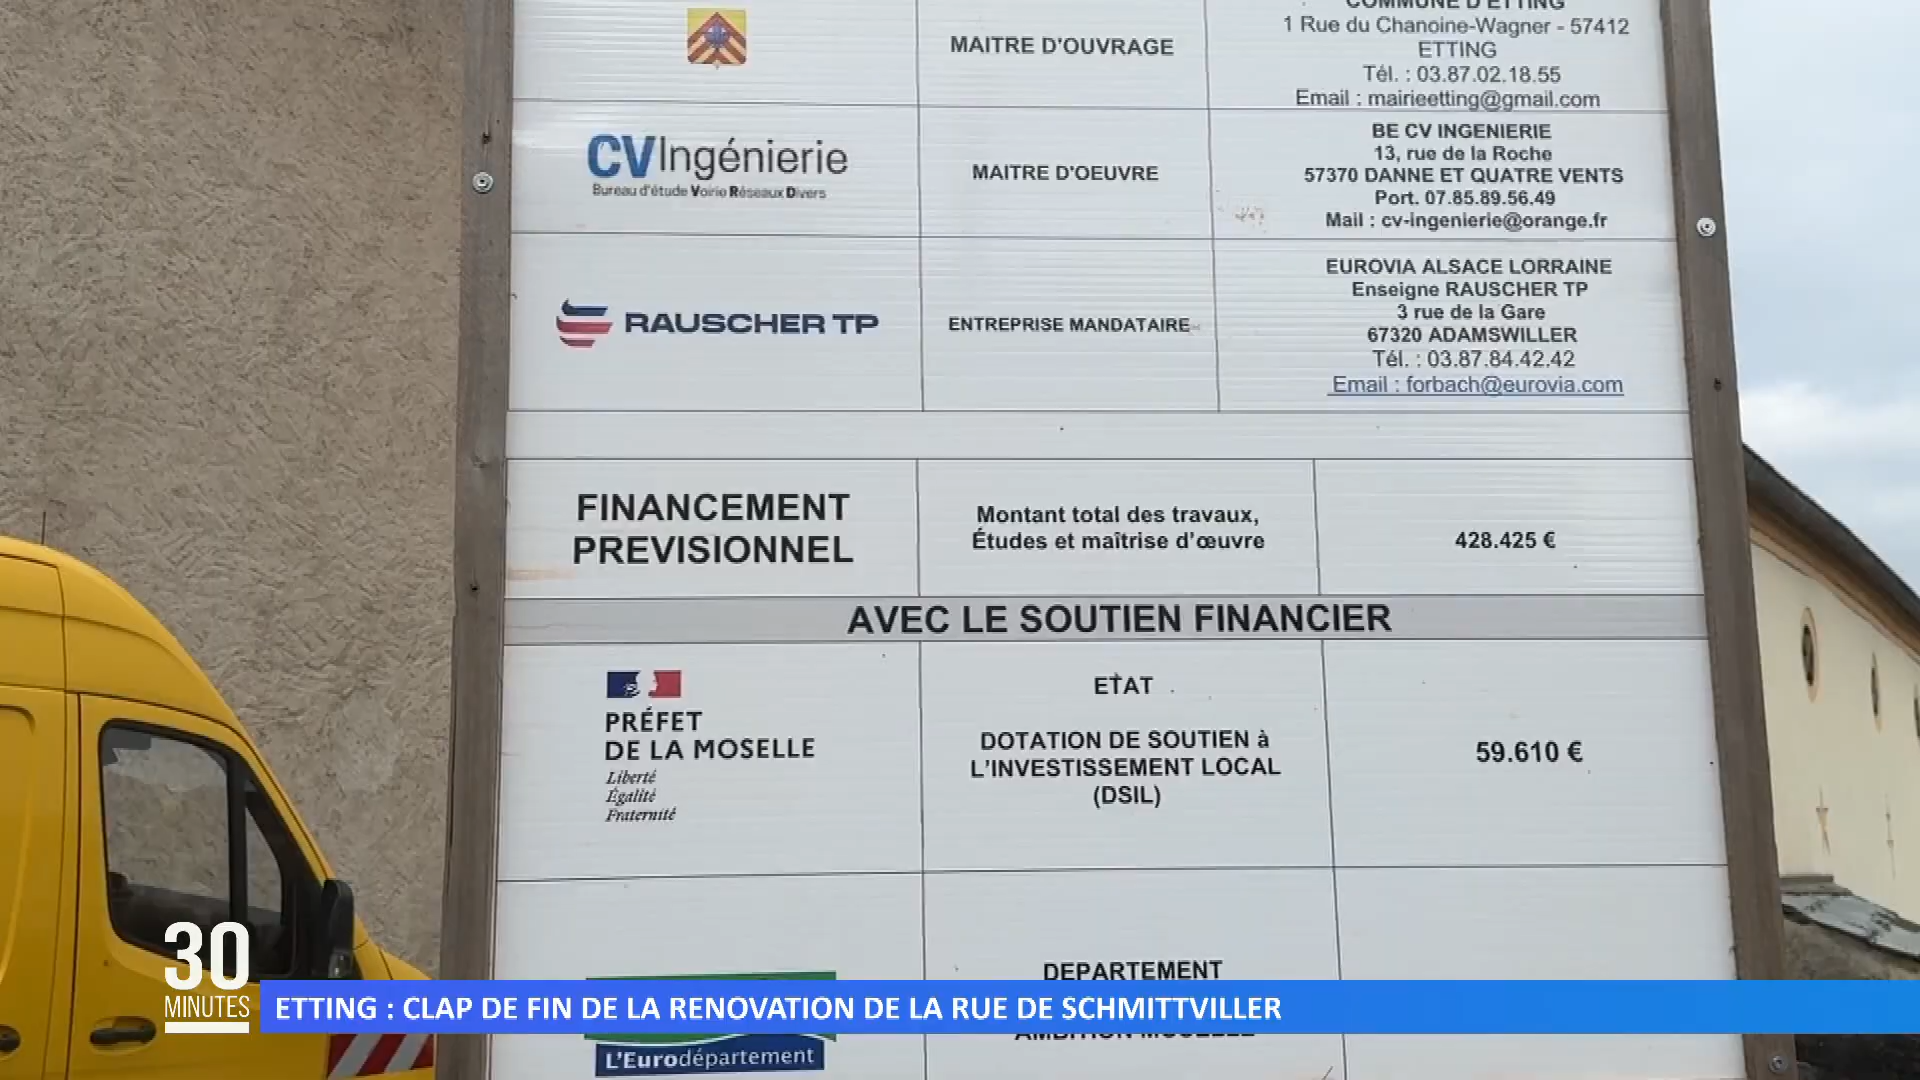 COMMUNE D'ETTING
1 Rue du Chanoine-Wagner - 57412
ETTING
Tél. : 03.87.02.18.55
Email : mairieetting@gmail.com
MAITRE D'OUVRAGE
CVIngénierie
Bureau d'étude Voirie Réseaux Divers
MAITRE D'OEUVRE
BE CV INGENIERIE
13, rue de la Roche
57370 DANNE ET QUATRE VENTS
Port. 07.85.89.56.49
Mail : cv-ingenierie@orange.fr
RAUSCHER TP
ENTREPRISE MANDATAIRE
EUROVIA ALSACE LORRAINE
Enseigne RAUSCHER TP
3 rue de la Gare
67320 ADAMSWILLER
Tél. : 03.87.84.42.42
Email : forbach@eurovia.com
FINANCEMENT
PREVISIONNEL
Montant total des travaux,
Études et maîtrise d'œuvre
428.425 €
AVEC LE SOUTIEN FINANCIER
PRÉFET
DE LA MOSELLE
Liberté
Égalité
Fraternité
ETAT
DOTATION DE SOUTIEN à
L'INVESTISSEMENT LOCAL
(DSIL)
59.610 €
DEPARTEMENT
AMBITION MOSELLE
L'Eurodépartement
30
MINUTES
ETTING : CLAP DE FIN DE LA RENOVATION DE LA RUE DE SCHMITTVILLER